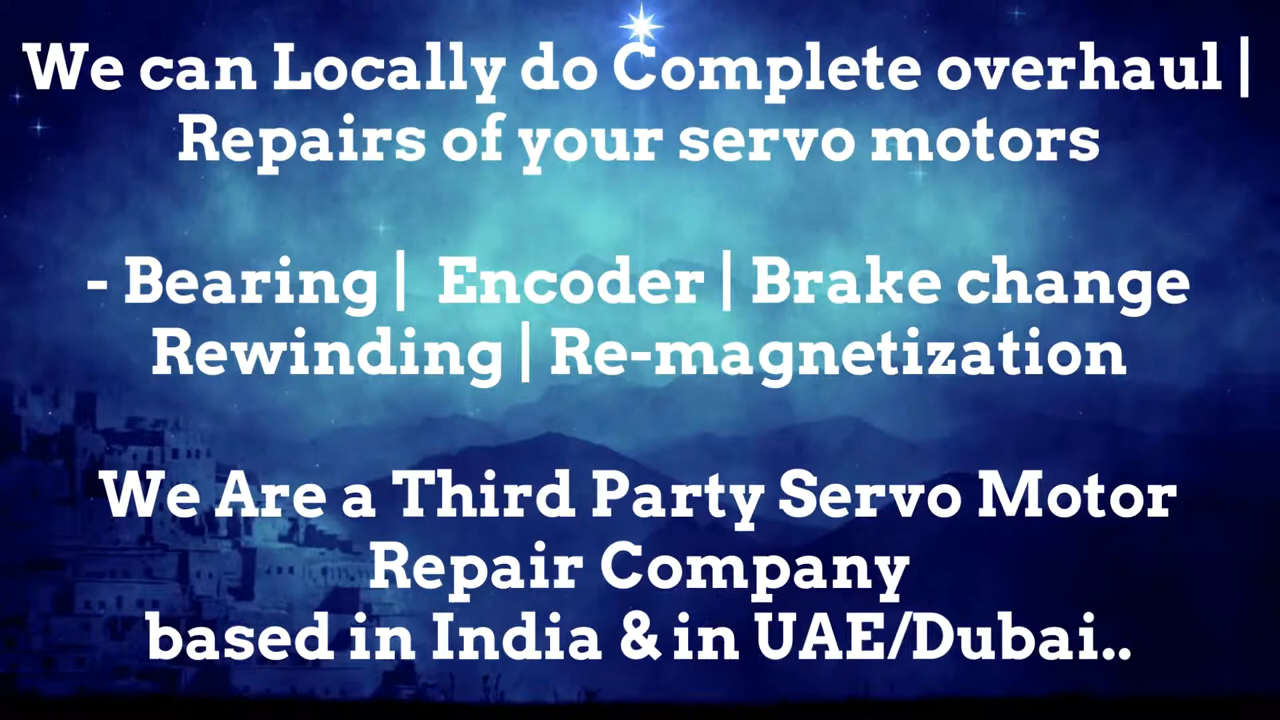 We can Locally do Complete overhaul |
Repairs of your servo motors
- Bearing | Encoder | Brake change
Rewinding | Re-magnetization
We Are a Third Party Servo Motor
Repair Company
based in India & in UAE/Dubai..